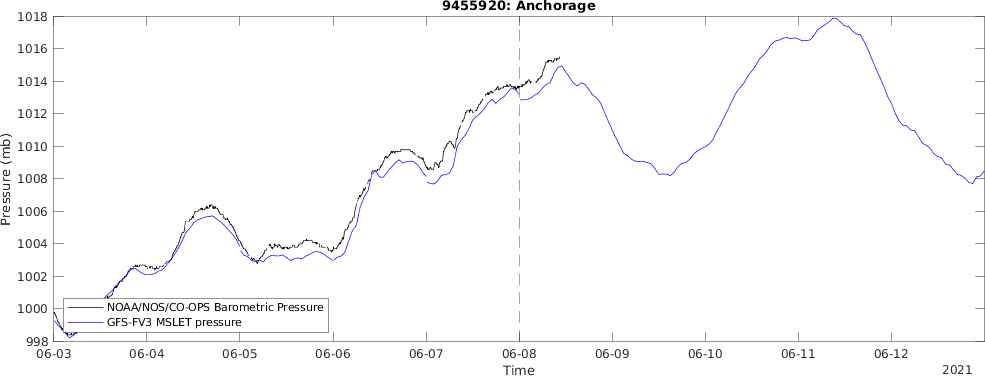 9455920: Anchorage
Pressure (mb)
1018
1016
1014
1012
1010
1008
1006
1004
1002
1000
998
NOAA/NOS/CO-OPS Barometric Pressure
GFS-FV3 MSLET pressure
06-03 06-04 06-05 06-06 06-07 06-08 06-09 06-10 06-11 06-12
Time
2021